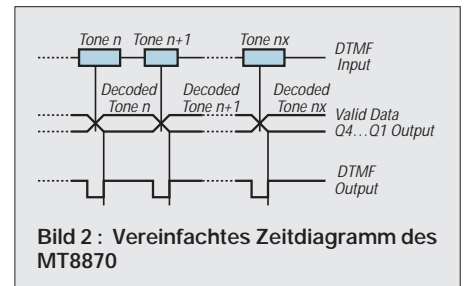 Tone n Tone n+1 Tone nx
DTMF
Input
Decoded Decoded Decoded
Tone n Tone n+1 Tone nx
Valid Data
Q4...Q1 Output
DTMF
Output
Bild 2 : Vereinfachtes Zeitdiagramm des
MT8870